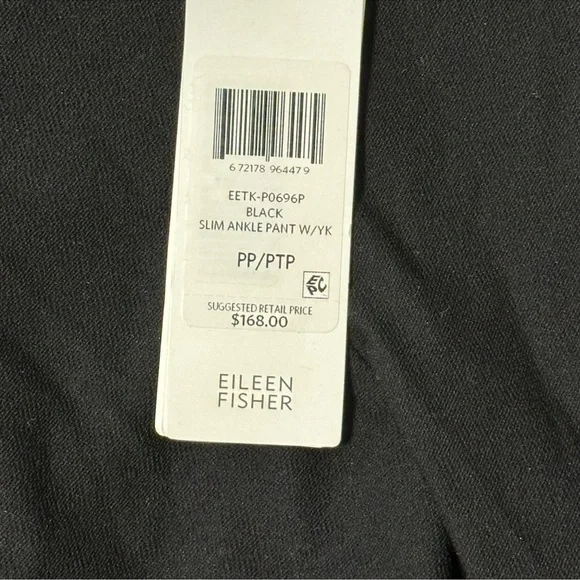 6 72178 96447 9
EETK-P0696P
BLACK
SLIM ANKLE PANT W/YK
PP/PTP
EPC
SUGGESTED RETAIL PRICE
$168.00
EILEEN
FISHER